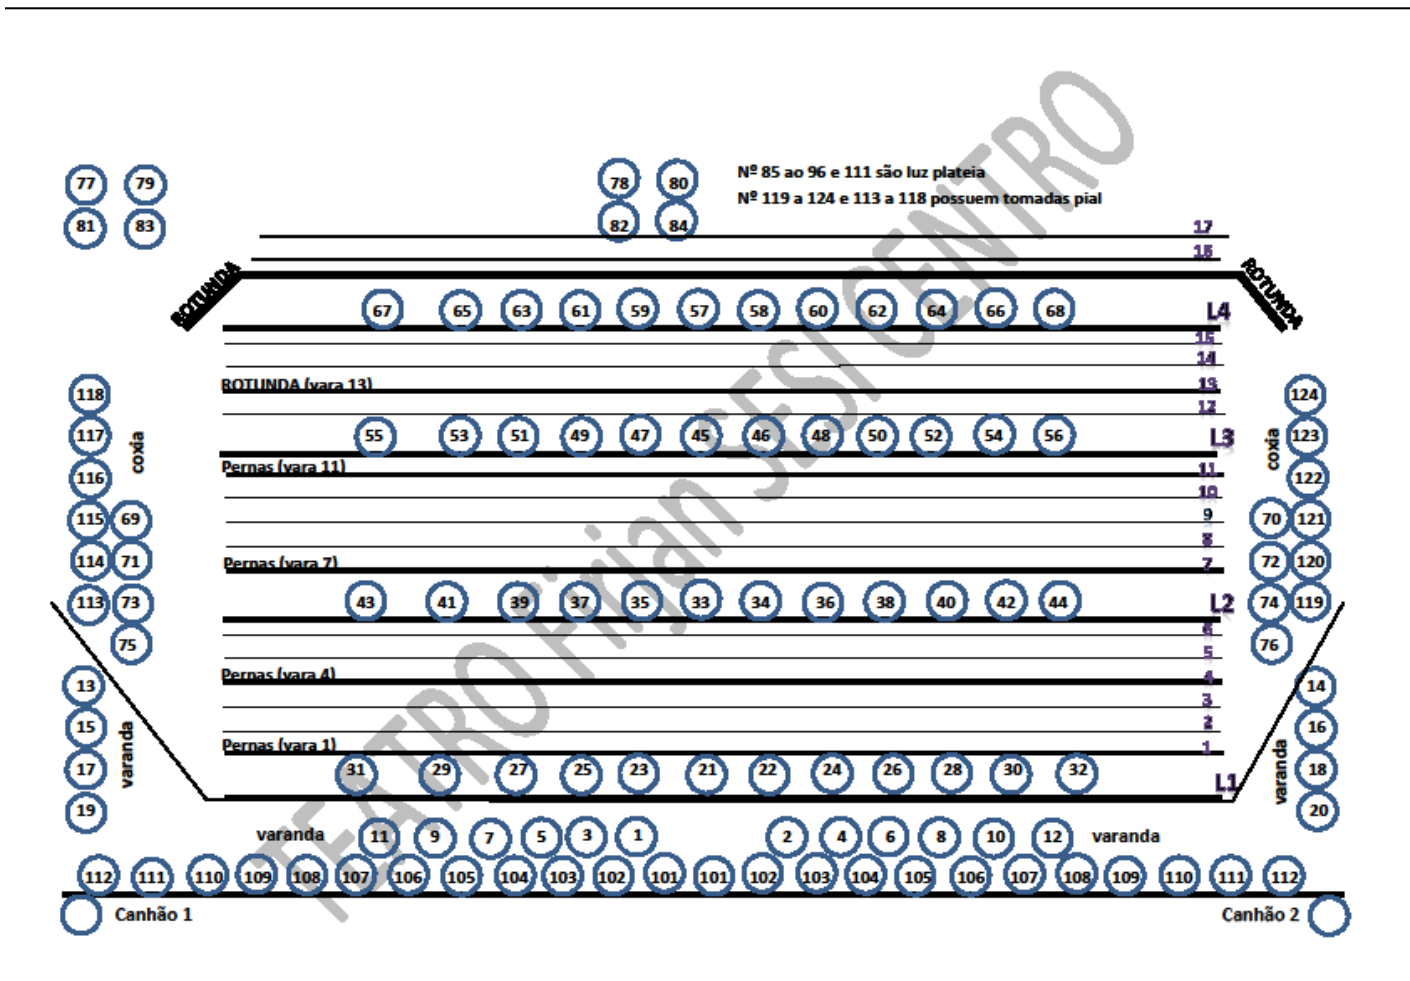 77 79 78 80 Nº 85 ao 96 e 111 são luz plateia
Nº 119 a 124 e 113 a 118 possuem tomadas pial
81 83 82 84
17
16
ROTUNDA ROTUNDA
67 65 63 61 59 57 58 60 62 64 66 68 L4
15
14
ROTUNDA (vara 13) 13
118 124
12
117 coxia 55 53 51 49 47 45 46 48 50 52 54 56 L3 coxia 123
Pernas (vara 11) 11
116 122
10
115 69 9 70 121
8
114 71 Pernas (vara 7) 7 72 120
113 73 43 41 39 37 35 33 34 36 38 40 42 44 L2 74 119
6
75 76
5
Pernas (vara 4) 4
13 14
3
15 varanda 2 varanda 16
Pernas (vara 1) 1
17 31 29 27 25 23 21 22 24 26 28 30 32 L1 18
19 20
varanda 11 9 7 5 3 1 2 4 6 8 10 12 varanda
112 111 110 109 108 107 106 105 104 103 102 101 101 102 103 104 105 106 107 108 109 110 111 112
Canhão 1 Canhão 2
TEATRO Firjan SESI CENTRO